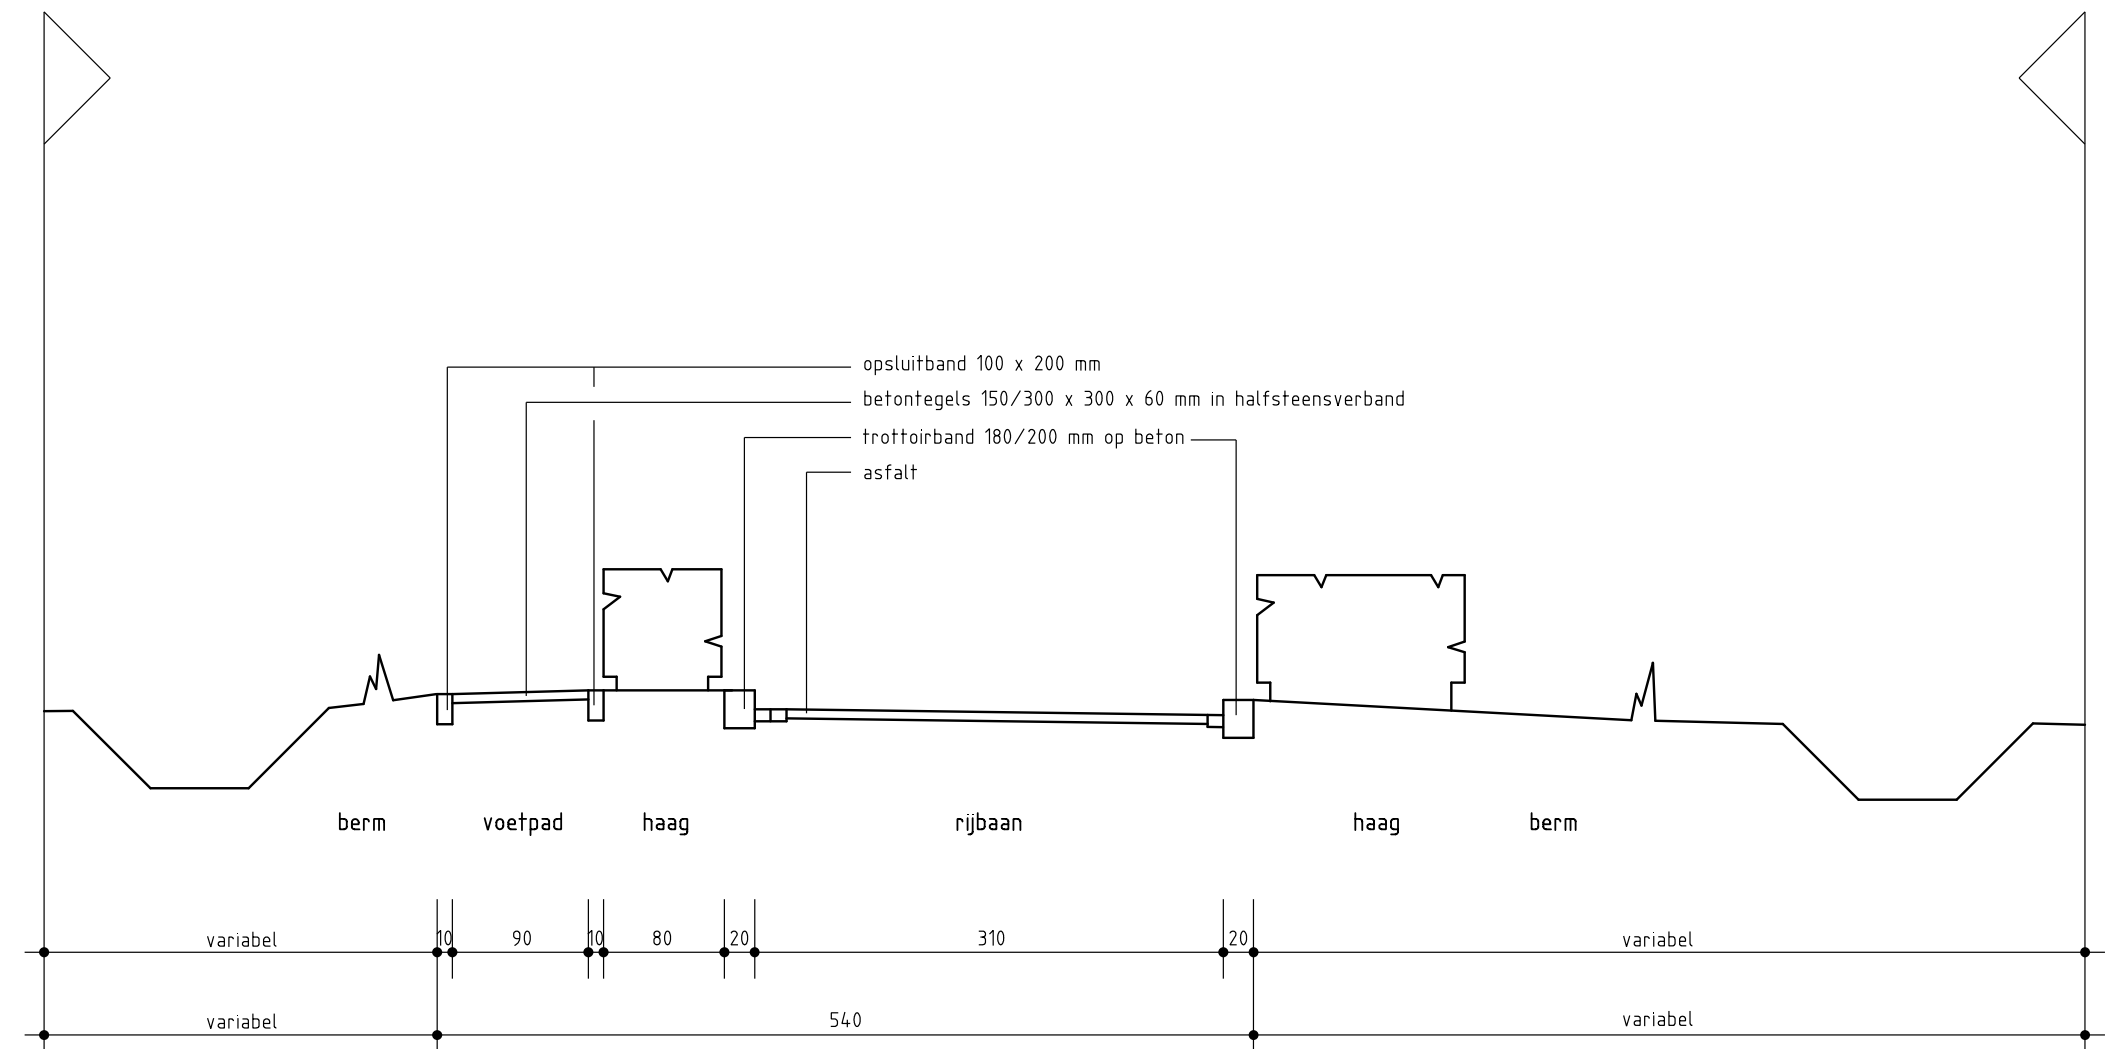 opsluitband 100 x 200 mm
betontegels 150/300 x 300 x 60 mm in halfsteensverband
trottoirband 180/200 mm op beton
asfalt
berm voetpad haag rijbaan haag berm
variabel 10 90 10 80 20 310 20 variabel
variabel 540 variabel